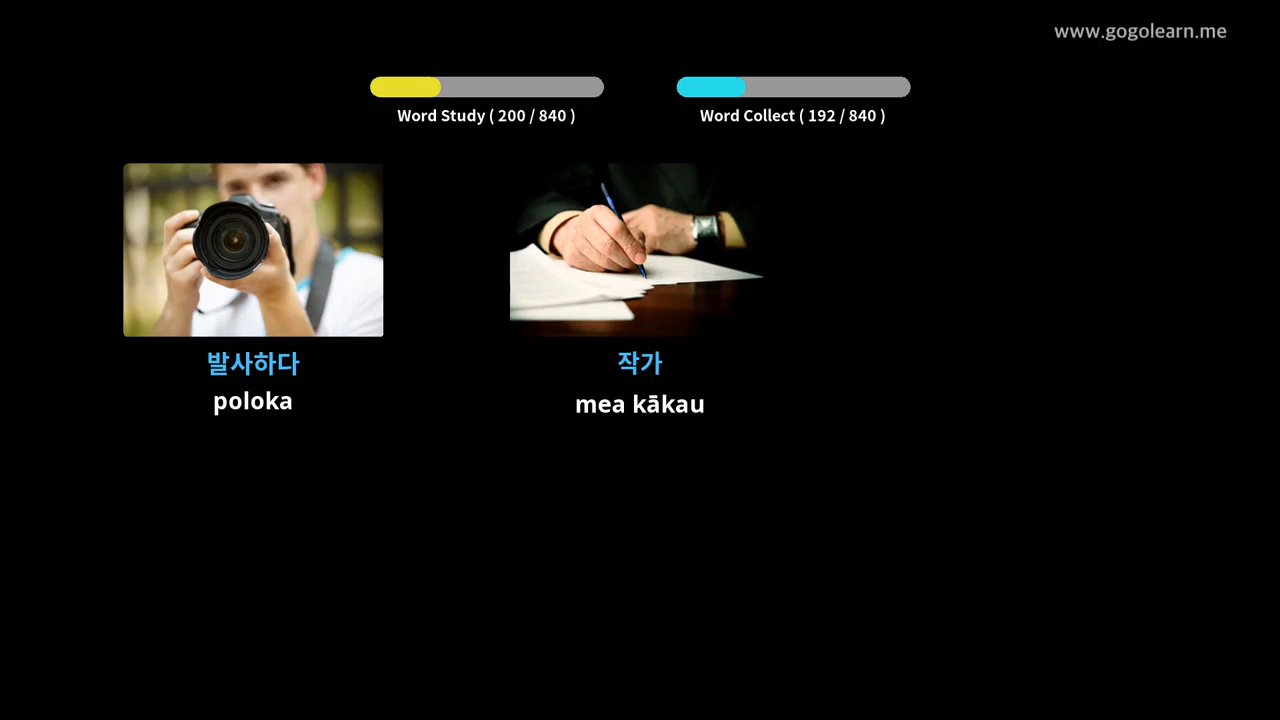 www.gogolearn.me
Word Study ( 200 / 840 )
Word Collect ( 192 / 840 )
발사하다
poloka
작가
mea kākau